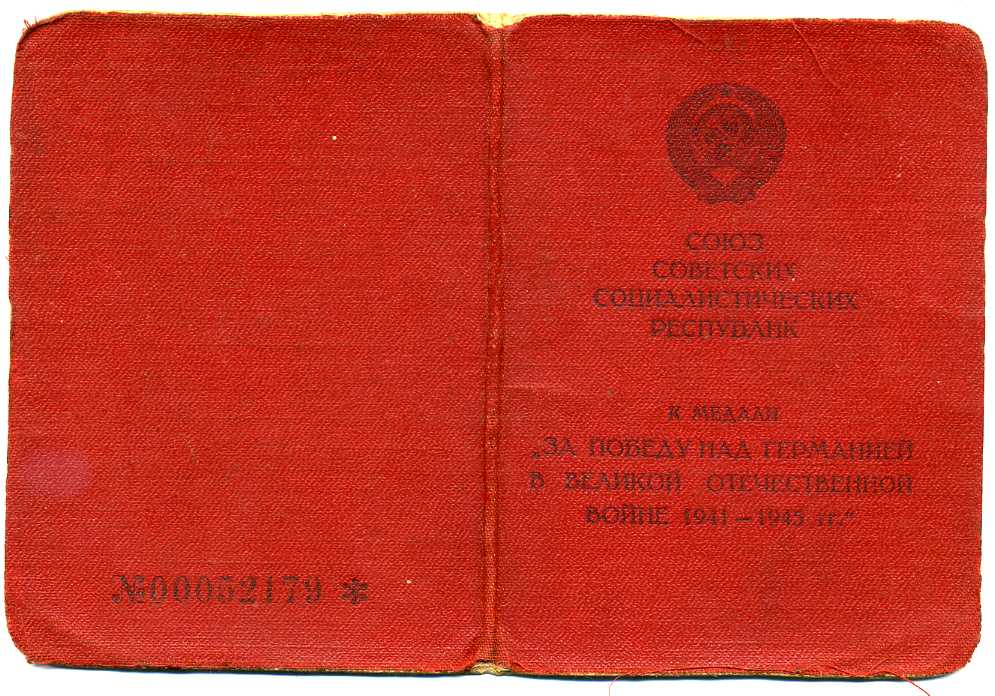 №00052179 *
СОЮЗ
СОВЕТСКИХ
СОЦИАЛИСТИЧЕСКИХ
РЕСПУБЛИК
К МЕДАЛИ
„ЗА ПОБЕДУ НАД ГЕРМАНИЕЙ
В ВЕЛИКОЙ ОТЕЧЕСТВЕННОЙ
ВОЙНЕ 1941 – 1945 гг.“